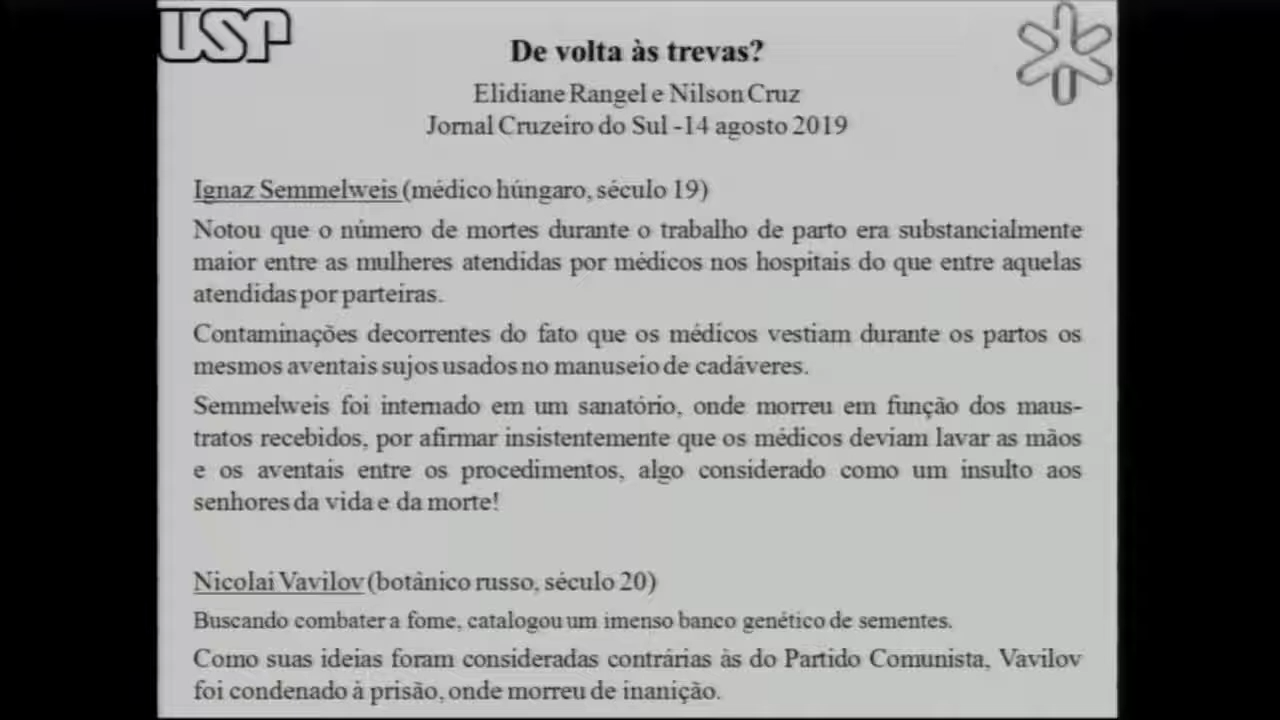 USP
De volta às trevas?
Elidiane Rangel e Nilson Cruz
Jornal Cruzeiro do Sul -14 agosto 2019
Ignaz Semmelweis (médico húngaro, século 19)
Notou que o número de mortes durante o trabalho de parto era substancialmente
maior entre as mulheres atendidas por médicos nos hospitais do que entre aquelas
atendidas por parteiras.
Contaminações decorrentes do fato que os médicos vestiam durante os partos os
mesmos aventais sujos usados no manuseio de cadáveres.
Semmelweis foi internado em um sanatório, onde morreu em função dos maus-
tratos recebidos, por afirmar insistentemente que os médicos deviam lavar as mãos
e os aventais entre os procedimentos, algo considerado como um insulto aos
senhores da vida e da morte!
Nicolai Vavilov (botânico russo, século 20)
Buscando combater a fome, catalogou um imenso banco genético de sementes.
Como suas ideias foram consideradas contrárias às do Partido Comunista, Vavilov
foi condenado à prisão, onde morreu de inanição.